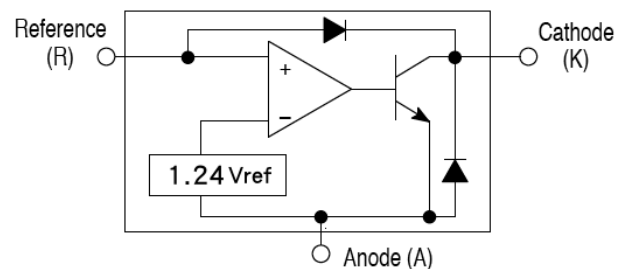 Reference
(R)
Cathode
(K)
+
−
1.24 Vref
Anode (A)